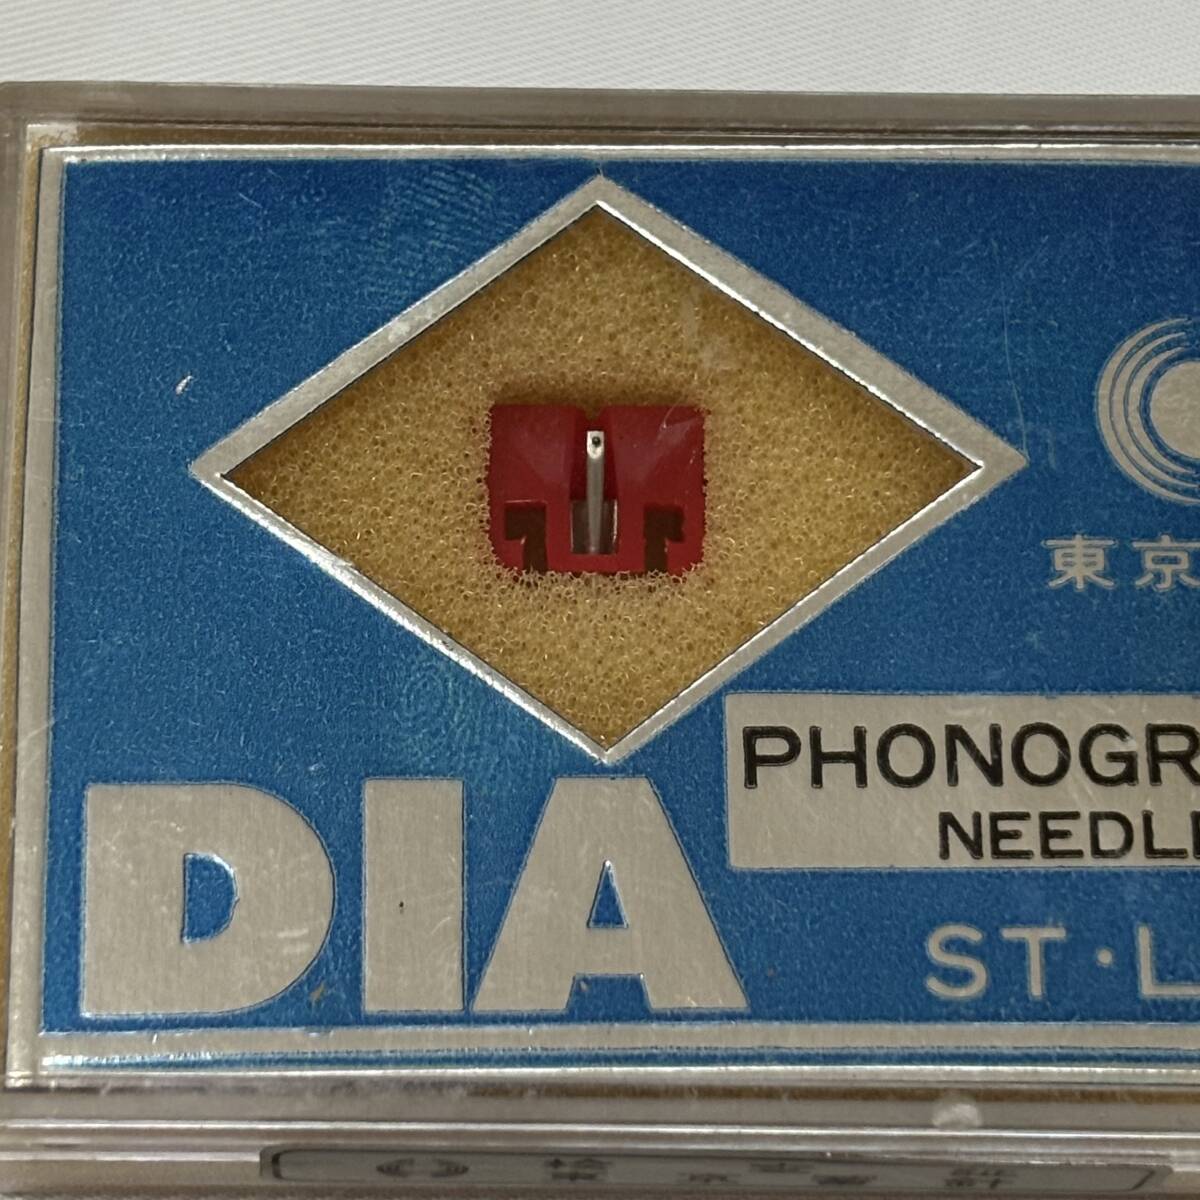 東京
PHONOGR
NEEDL
DIA
ST·L